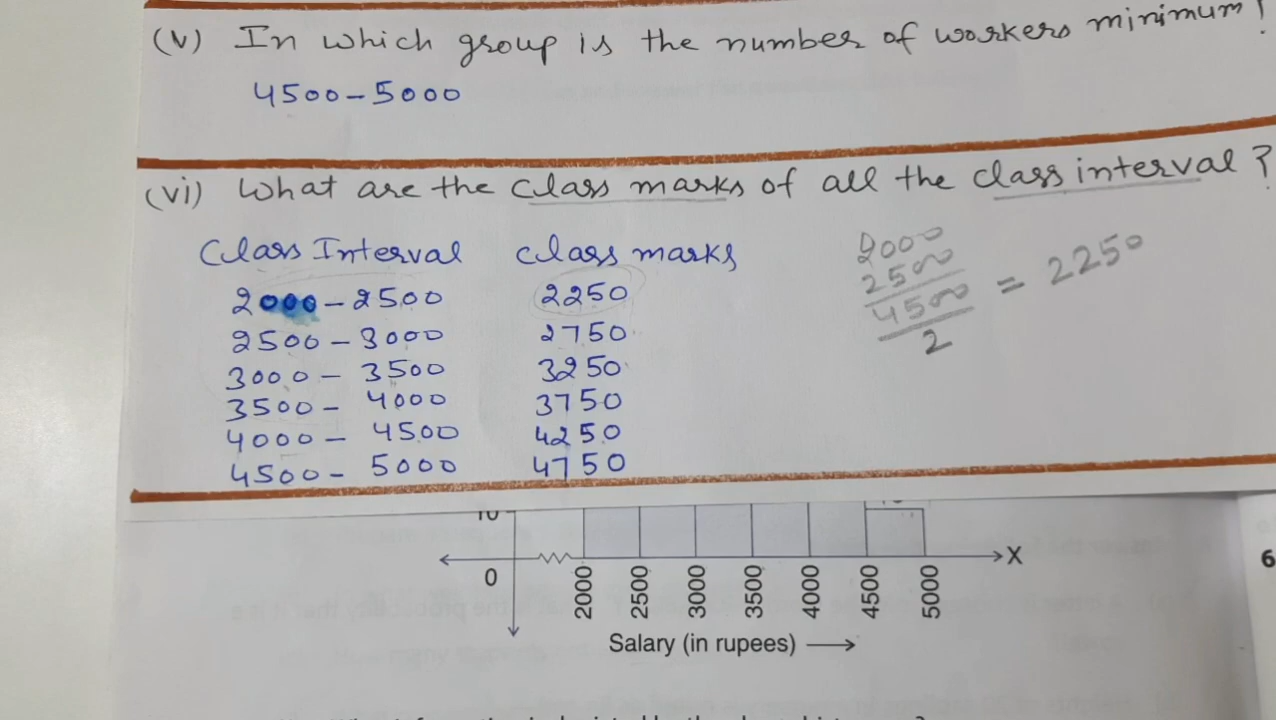 (v) In which group is the number of workers minimum?
4500-5000
(vi) What are the class marks of all the class interval?
Class Interval class marks
2000-2500 2250
2500-3000 2750
3000-3500 3250
3500-4000 3750
4000-4500 4250
4500-5000 4750
2000
2500
4500 = 2250
2
10
0
X
2000 2500 3000 3500 4000 4500 5000
Salary (in rupees) →
6